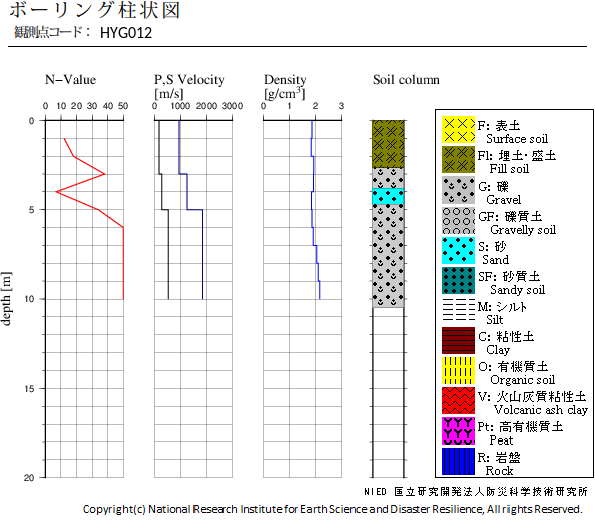 ボーリング柱状図
観測点コード： HYG012
N−Value
P,S Velocity
[m/s]
Density
[g/cm³]
Soil column
0 10 20 30 40 50
0 1000 2000 3000
0 1 2 3
0
5
10
15
20
depth [m]
F: 表土
Surface soil
Fl: 埋土・盛土
Fill soil
G: 礫
Gravel
GF: 礫質土
Gravelly soil
S: 砂
Sand
SF: 砂質土
Sandy soil
M: シルト
Silt
C: 粘性土
Clay
O: 有機質土
Organic soil
V: 火山灰質粘性土
Volcanic ash clay
Pt: 高有機質土
Peat
R: 岩盤
Rock
NIED 国立研究開発法人防災科学技術研究所
Copyright(c) National Research Institute for Earth Science and Disaster Resilience, All rights Reserved.